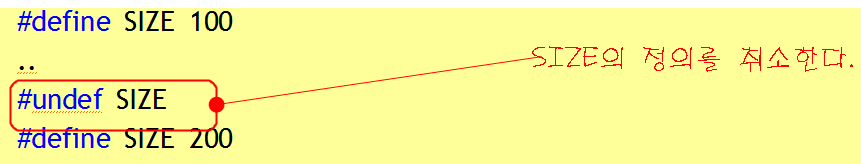 #define SIZE 100
..
SIZE의 정의를 취소한다.
#undef SIZE
#define SIZE 200